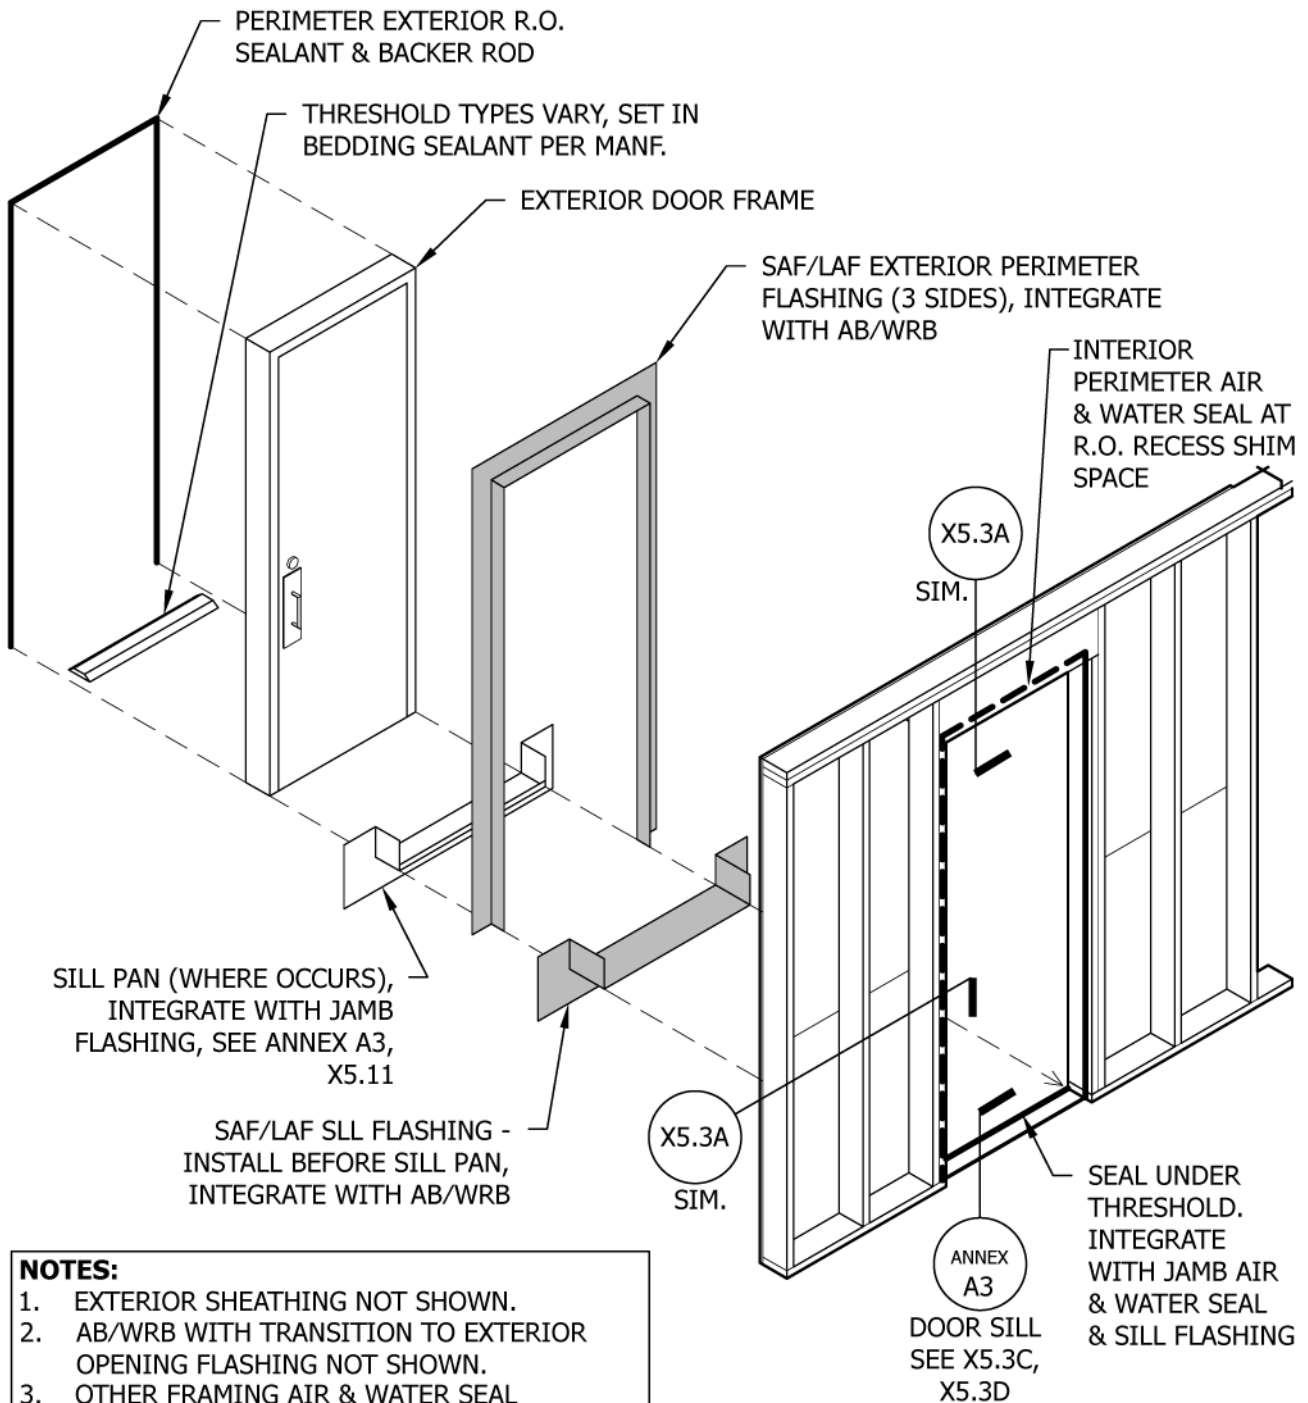 PERIMETER EXTERIOR R.O.
SEALANT & BACKER ROD
THRESHOLD TYPES VARY, SET IN
BEDDING SEALANT PER MANF.
EXTERIOR DOOR FRAME
SAF/LAF EXTERIOR PERIMETER
FLASHING (3 SIDES), INTEGRATE
WITH AB/WRB
INTERIOR
PERIMETER AIR
& WATER SEAL AT
R.O. RECESS SHIM
SPACE
X5.3A
SIM.
SILL PAN (WHERE OCCURS),
INTEGRATE WITH JAMB
FLASHING, SEE ANNEX A3,
X5.11
SAF/LAF SLL FLASHING -
INSTALL BEFORE SILL PAN,
INTEGRATE WITH AB/WRB
X5.3A
SIM.
ANNEX
A3
DOOR SILL
SEE X5.3C,
X5.3D
SEAL UNDER
THRESHOLD.
INTEGRATE
WITH JAMB AIR
& WATER SEAL
& SILL FLASHING
NOTES:
1. EXTERIOR SHEATHING NOT SHOWN.
2. AB/WRB WITH TRANSITION TO EXTERIOR
OPENING FLASHING NOT SHOWN.
3. OTHER FRAMING AIR & WATER SEAL